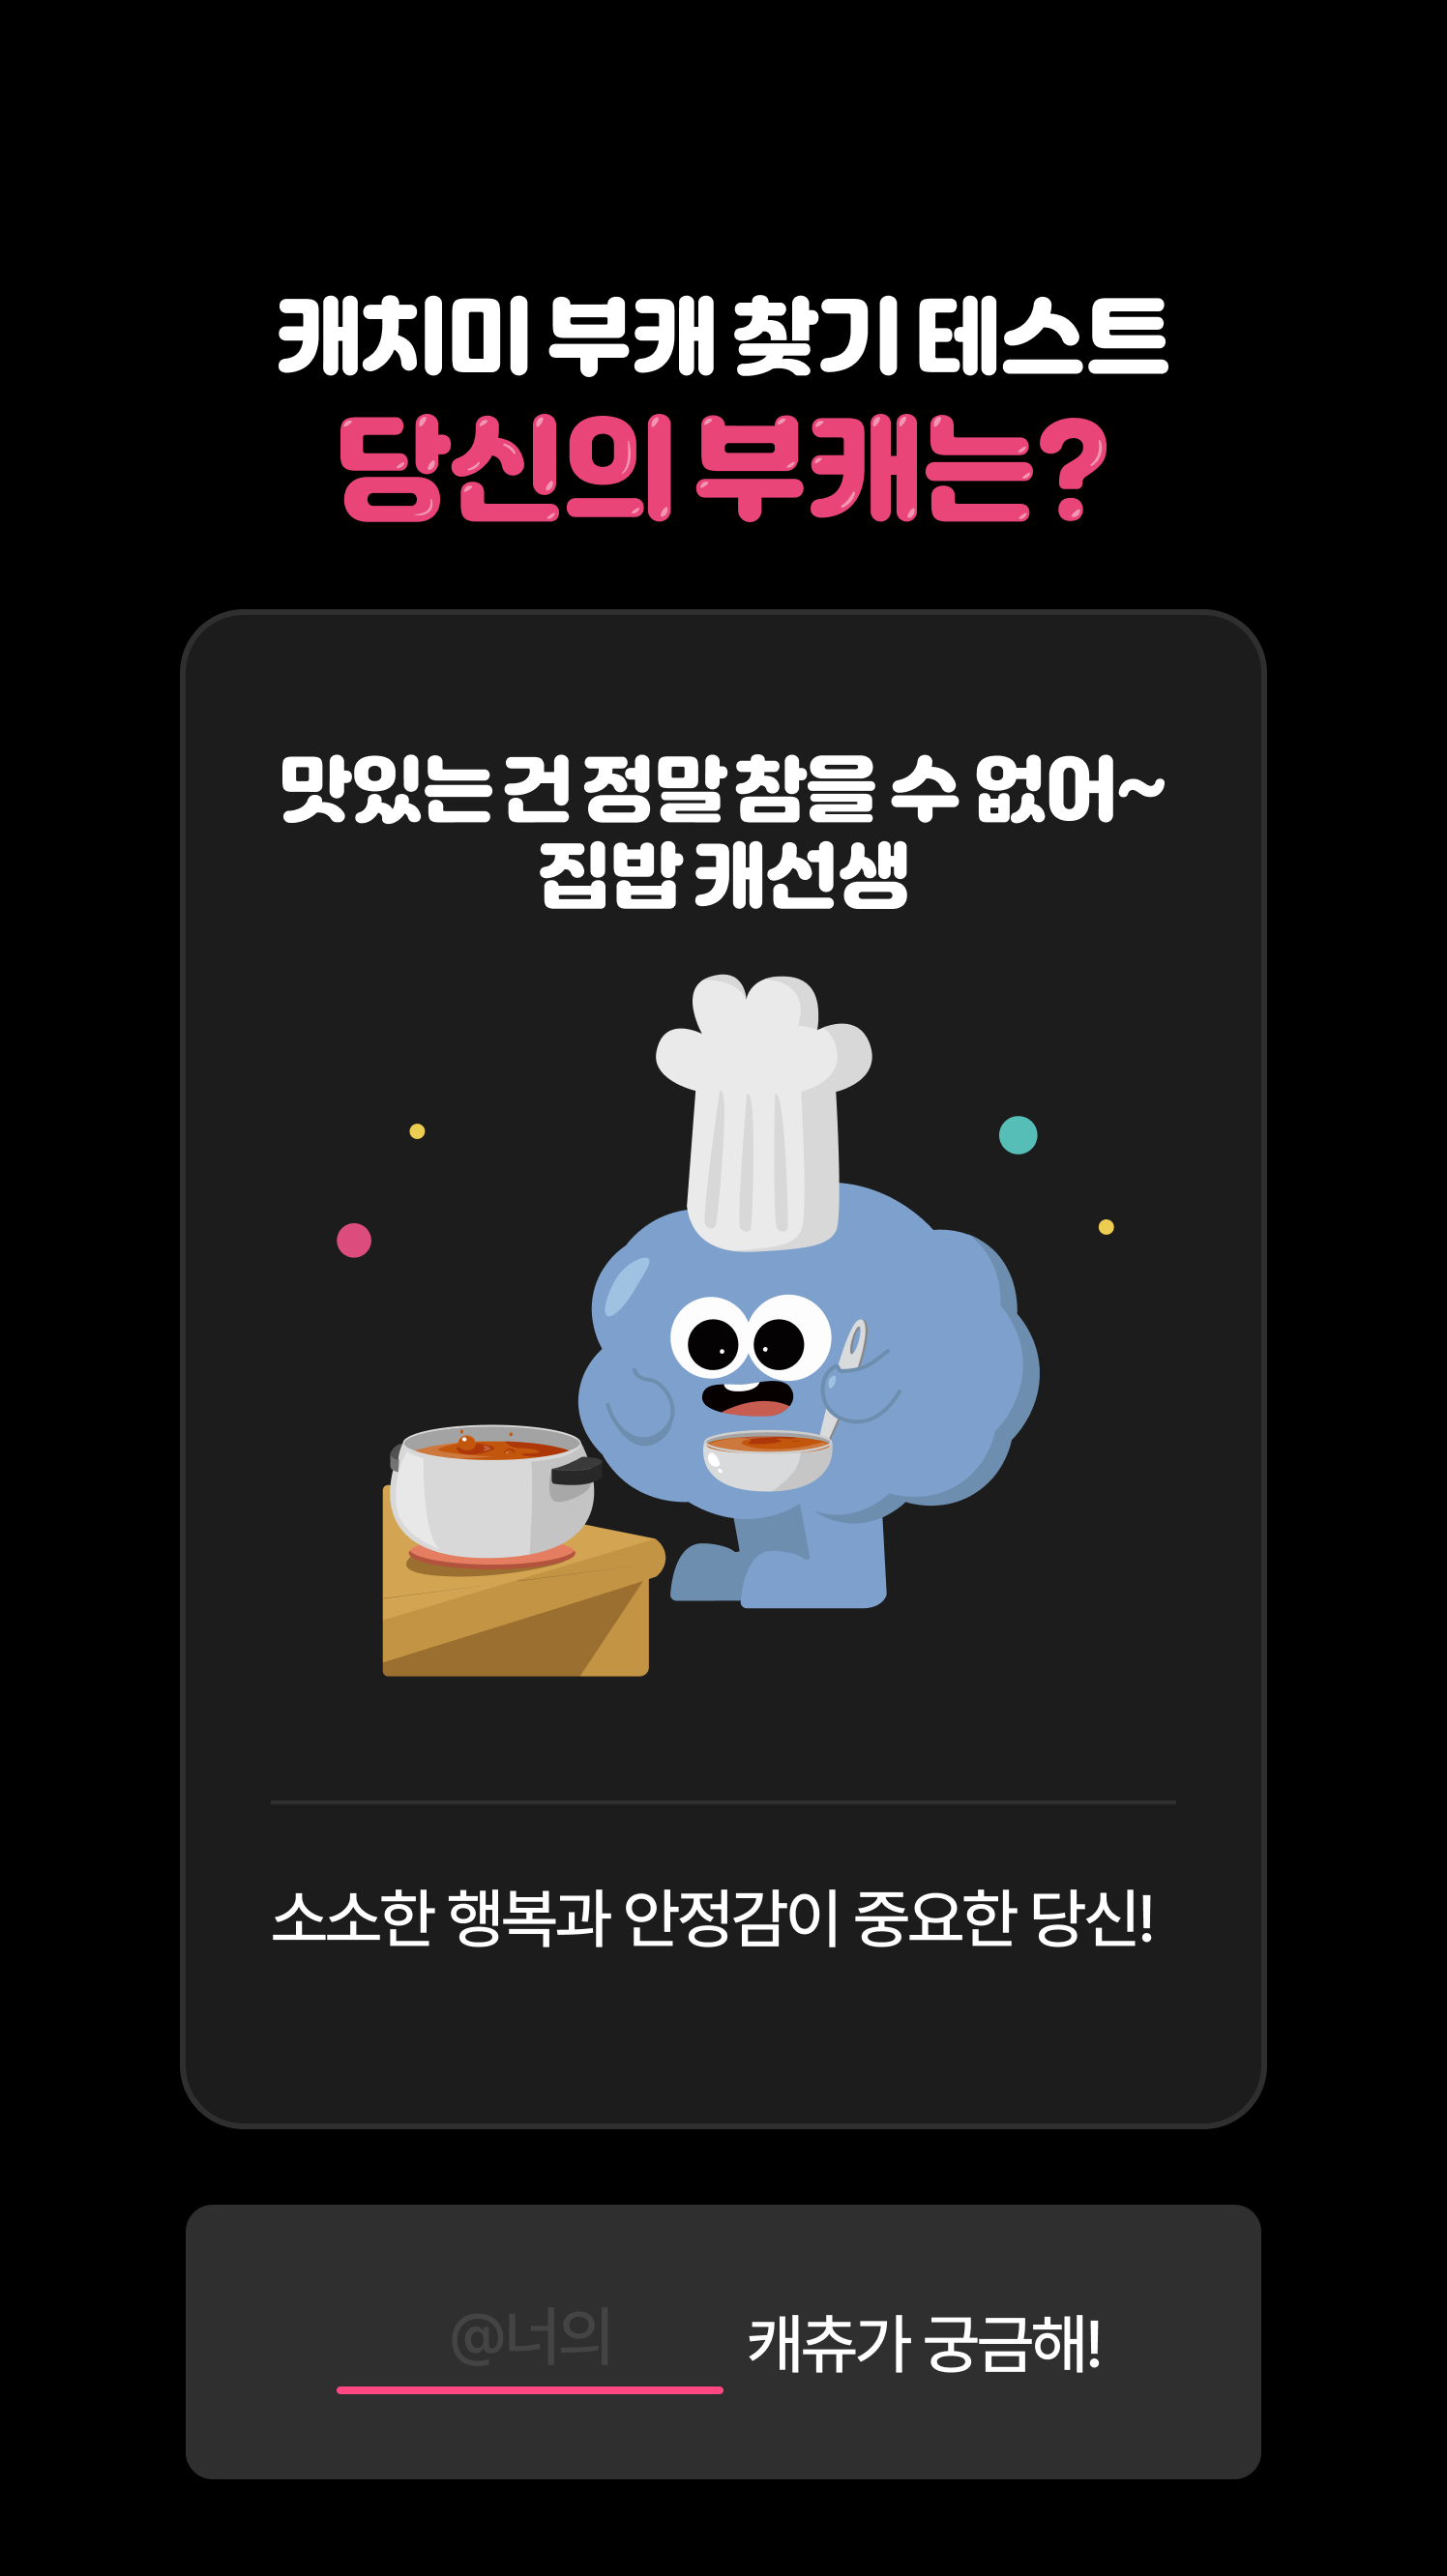 캐치미 부캐 찾기 테스트
당신의 부캐는?
맛있는 건 정말 참을 수 없어~
집밥 캐선생
소소한 행복과 안정감이 중요한 당신!
@너의 캐츄가 궁금해!